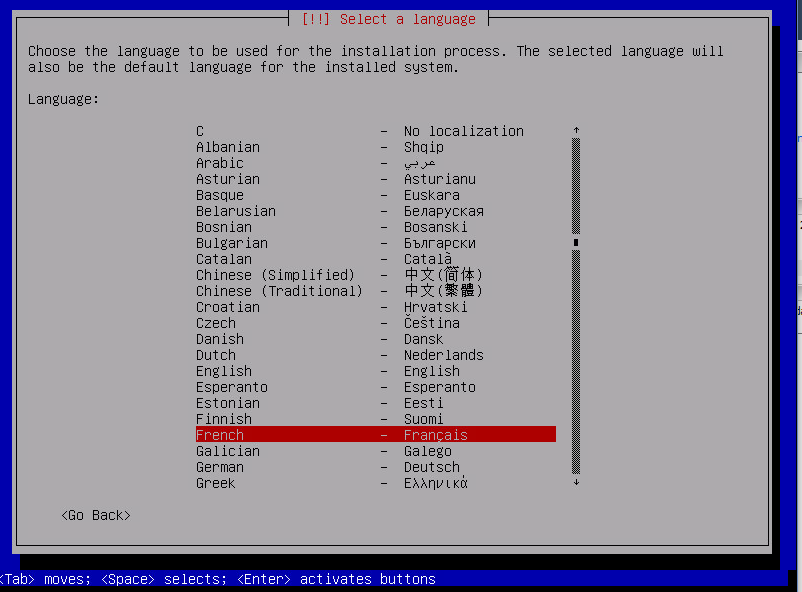 [!!] Select a language
Choose the language to be used for the installation process. The selected language will
also be the default language for the installed system.
Language:
C - No localization
Albanian - Shqip
Arabic - عربي
Asturian - Asturianu
Basque - Euskara
Belarusian - Беларуская
Bosnian - Bosanski
Bulgarian - Български
Catalan - Català
Chinese (Simplified) - 中文(简体)
Chinese (Traditional) - 中文(繁體)
Croatian - Hrvatski
Czech - Čeština
Danish - Dansk
Dutch - Nederlands
English - English
Esperanto - Esperanto
Estonian - Eesti
Finnish - Suomi
French - Français
Galician - Galego
German - Deutsch
Greek - Ελληνικά
<Go Back>
<Tab> moves; <Space> selects; <Enter> activates buttons